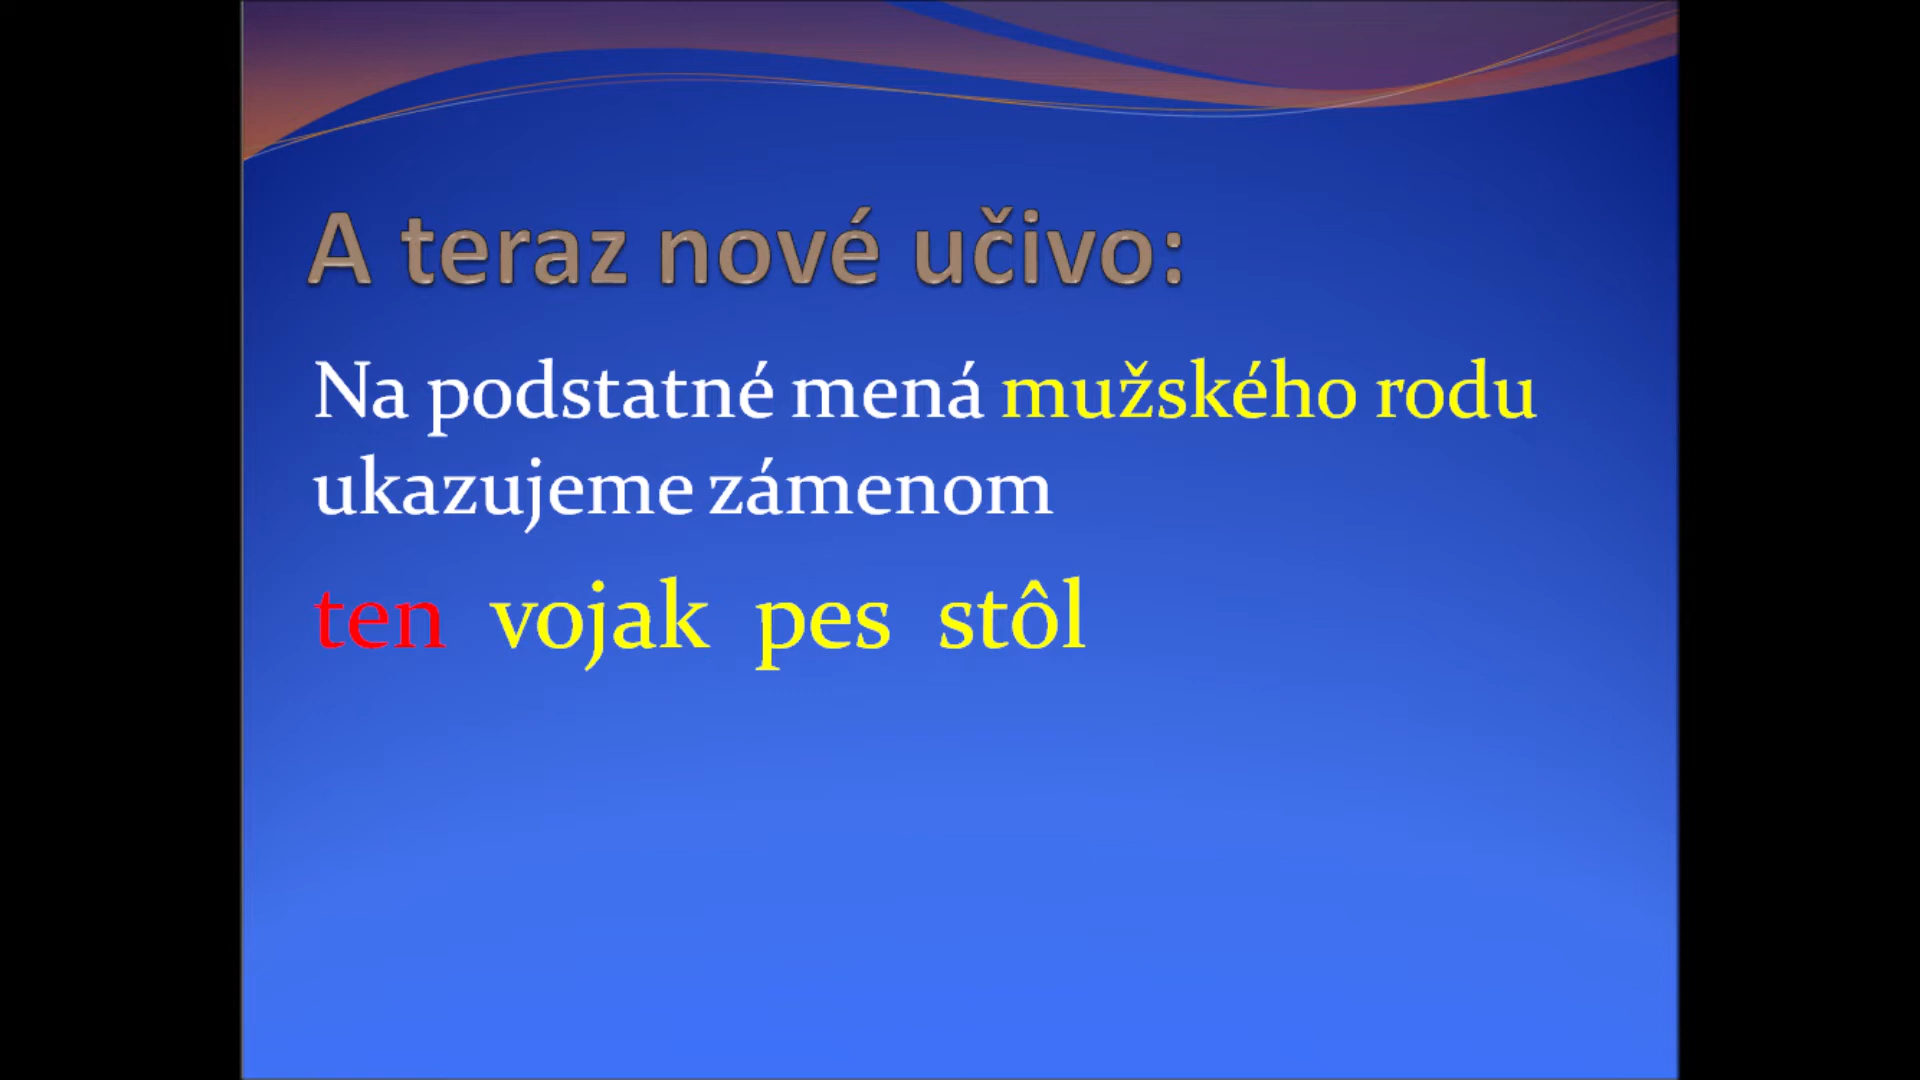 A teraz nové učivo:
Na podstatné mená mužského rodu
ukazujeme zámenom
ten vojak pes stôl